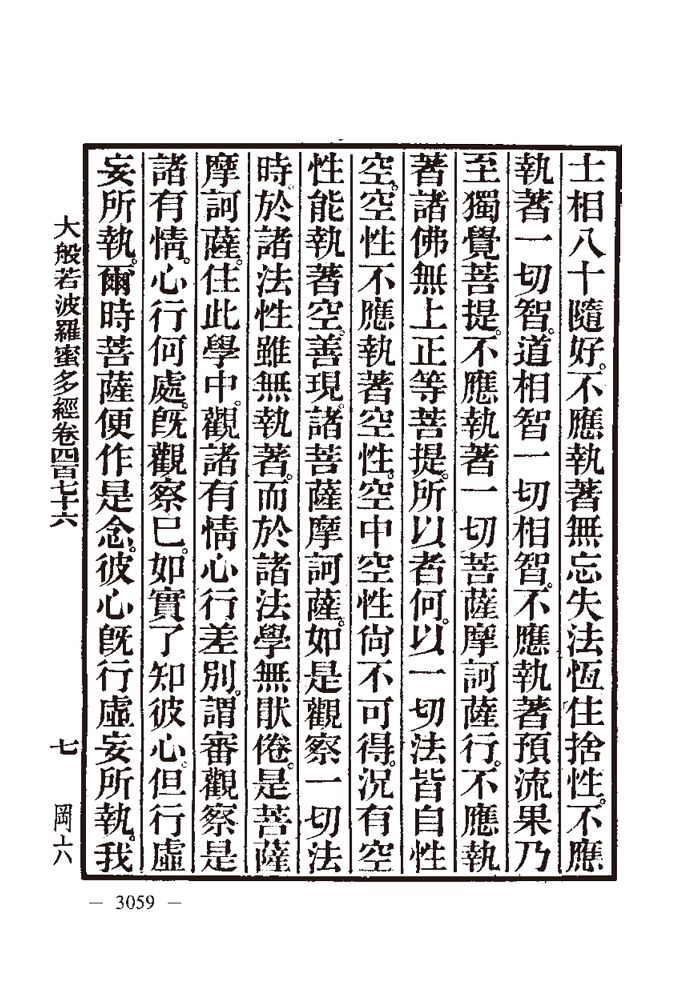 士相八十隨好。不應執著無忘失法恆住捨性。不應
執著一切智。道相智一切相智。不應執著預流果乃
至獨覺菩提。不應執著一切菩薩摩訶薩行。不應執
著諸佛無上正等菩提。所以者何。以一切法皆自性
空。空性不應執著空性。空中空性尙不可得。況有空
性能執著空。善現。諸菩薩摩訶薩。如是觀察一切法
時。於諸法性雖無執著。而於諸法學無猒倦。是菩薩
摩訶薩。住此學中。觀諸有情心行差別。謂審觀察是
諸有情。心行何處。旣觀察已。如實了知彼心。但行虛
妄所執。爾時菩薩便作是念。彼心旣行虛妄所執。我
大般若波羅蜜多經卷四百七十六
七
岡六
— 3059 —